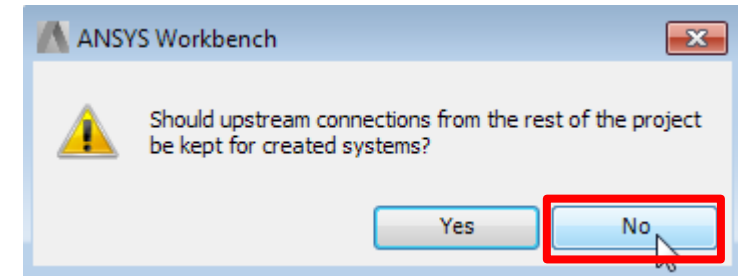 ANSYS Workbench
Should upstream connections from the rest of the project
be kept for created systems?
Yes
No